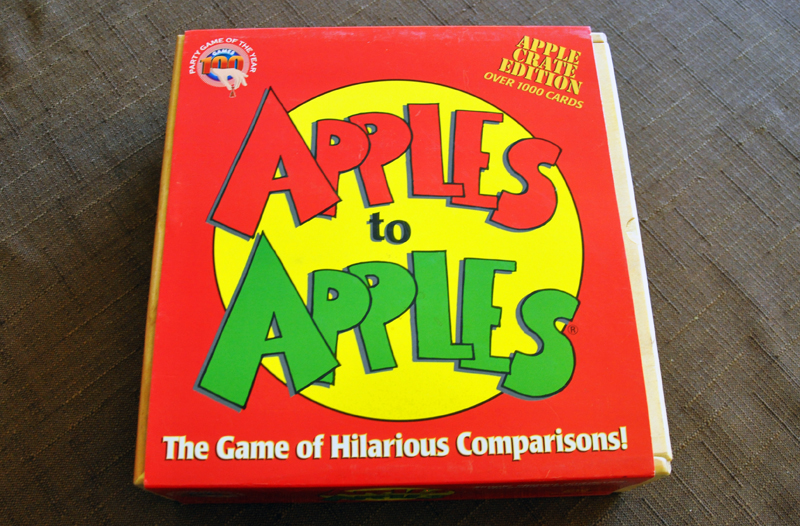 PARTY GAME OF THE YEAR
GAMES
100
APPLE
CRATE
EDITION
OVER 1000 CARDS
APPLES
to
APPLES®
The Game of Hilarious Comparisons!